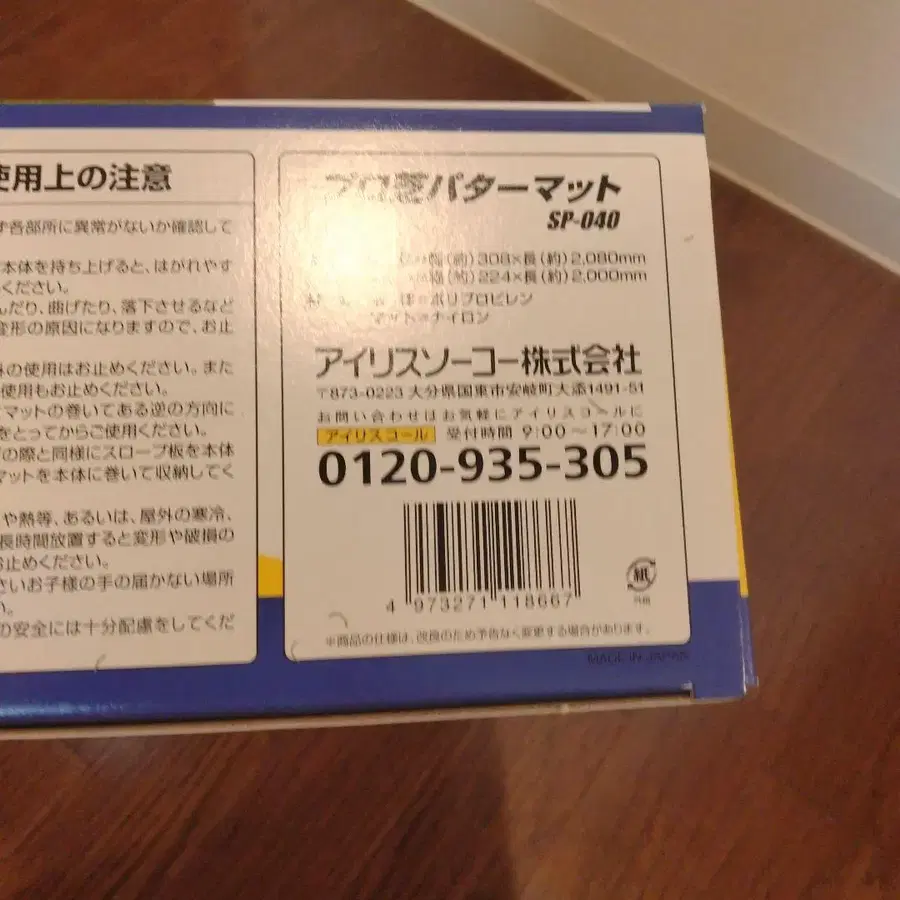 使用上の注意
ず各部所に異常がないか確認して
本体を持ち上げると、はがれやす
ください。
んだり、曲げたり、落下させるなど
変形の原因になりますので、お止
外の使用はお止めください。また
使用もお止めください。
マットの巻いてある逆の方向に
をとってからご使用ください。
の際と同様にスロープ板を本体
マットを本体に巻いて収納してく
や熱等、あるいは、屋外の寒冷、
長時間放置すると変形や破損の
お止めください。
さいお子様の手の届かない場所
い。
の安全には十分配慮をしてくだ
プロ芝パターマット
SP-040
幅(約)308×長(約)2,080mm
幅(約)224×長(約)2,000mm
体=ポリプロピレン
マット=ナイロン
アイリスソーコー株式会社
〒873-0223 大分県国東市安岐町大添1491-51
お問い合わせはお気軽にアイリスコールに
アイリスコール 受付時間 9:00～17:00
0120-935-305
4 973271 118667
紙
外箱
※商品の仕様は、改良のため予告なく変更する場合があります。
MADE IN JAPAN